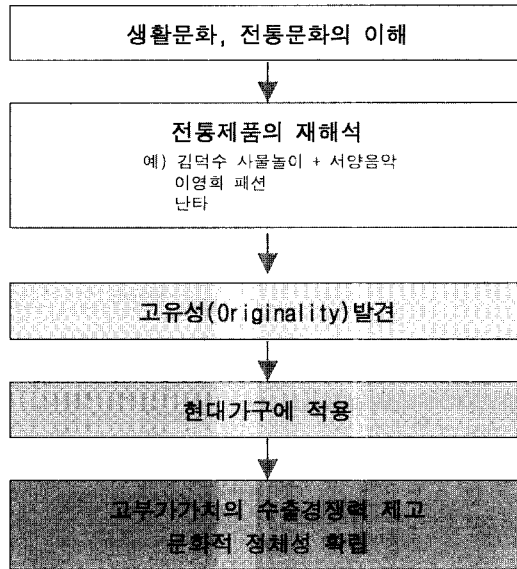 생활문화, 전통문화의 이해
전통제품의 재해석
예) 김덕수 사물놀이 + 서양음악
이영희 패션
난타
고유성(Originality)발견
현대가구에 적용
고부가가치의 수출경쟁력 제고
문화적 정체성 확립